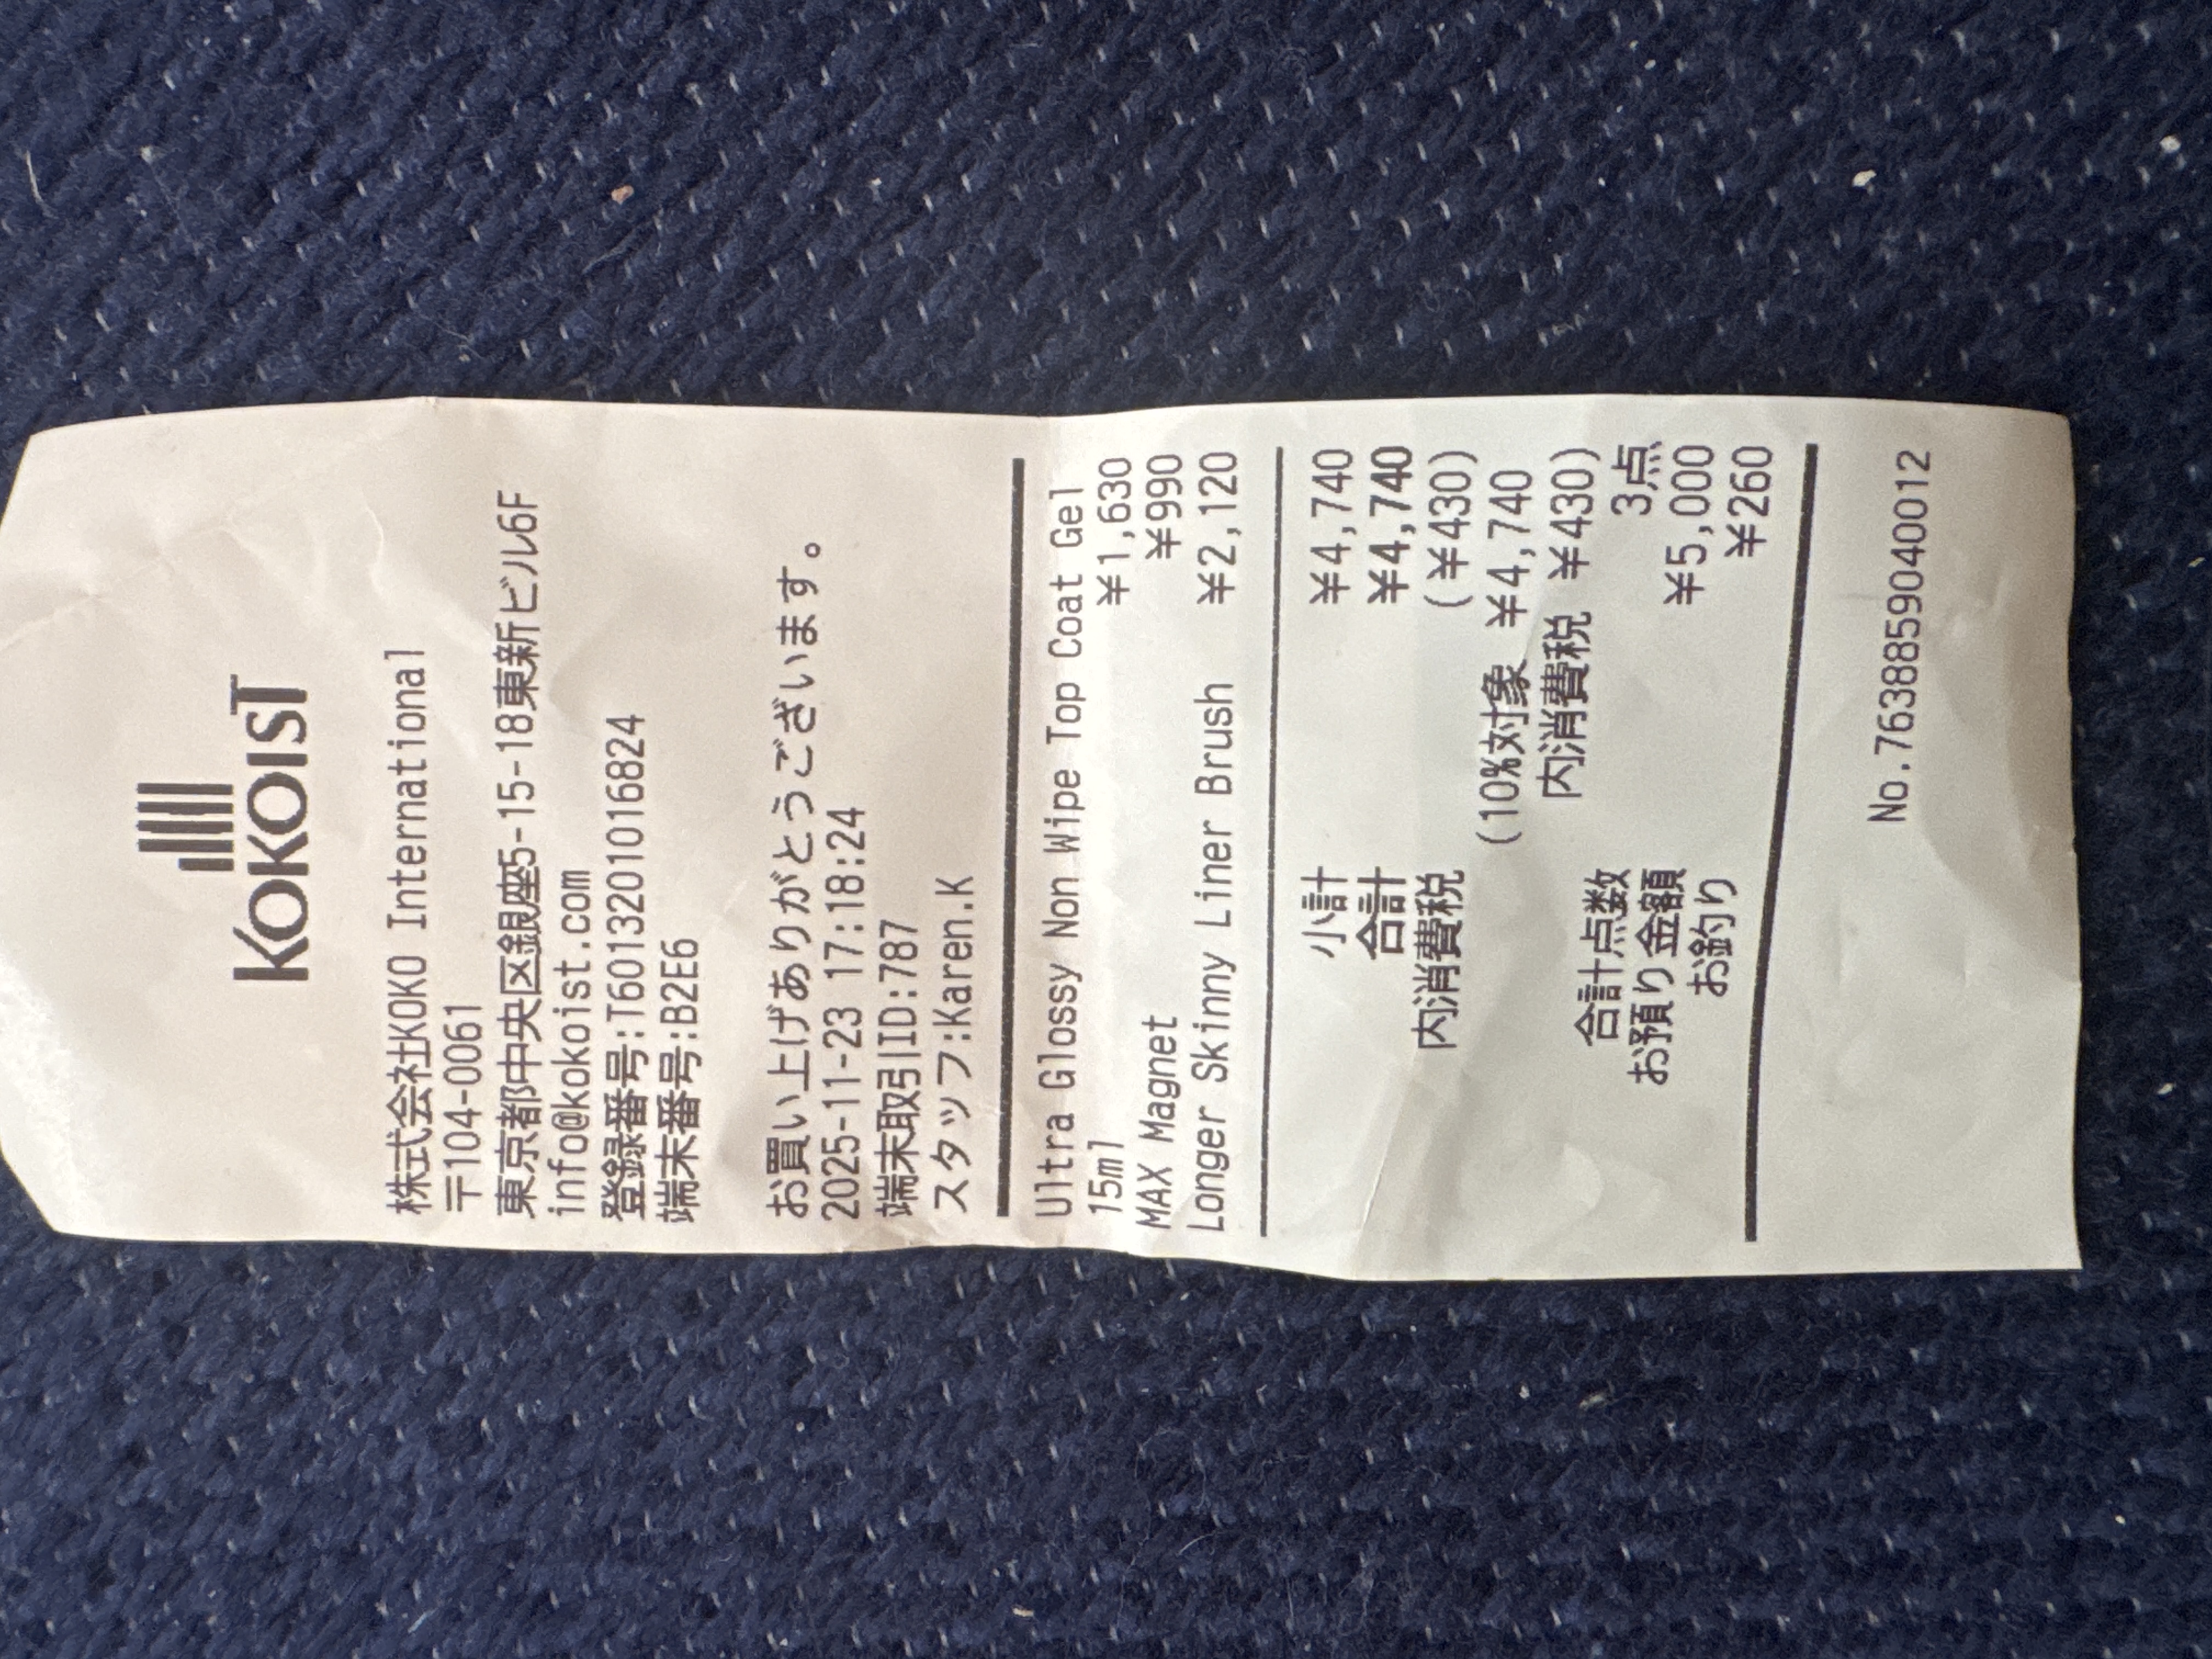 KOKOIST
株式会社KOKO International
〒104-0061
東京都中央区銀座5-15-18東新ビル6F
info@kokoist.com
登録番号:T6013201016824
端末番号:B2E6
お買い上げありがとうございます。
2025-11-23 17:18:24
端末取引ID:787
スタッフ:Karen.K
Ultra Glossy Non Wipe Top Coat Gel
15ml ¥1,630
MAX Magnet ¥990
Longer Skinny Liner Brush ¥2,120
小計 ¥4,740
合計 ¥4,740
内消費税 (¥430)
(10%対象 ¥4,740
内消費税 ¥430)
合計点数 3点
お預り金額 ¥5,000
お釣り ¥260
No.7638859040012